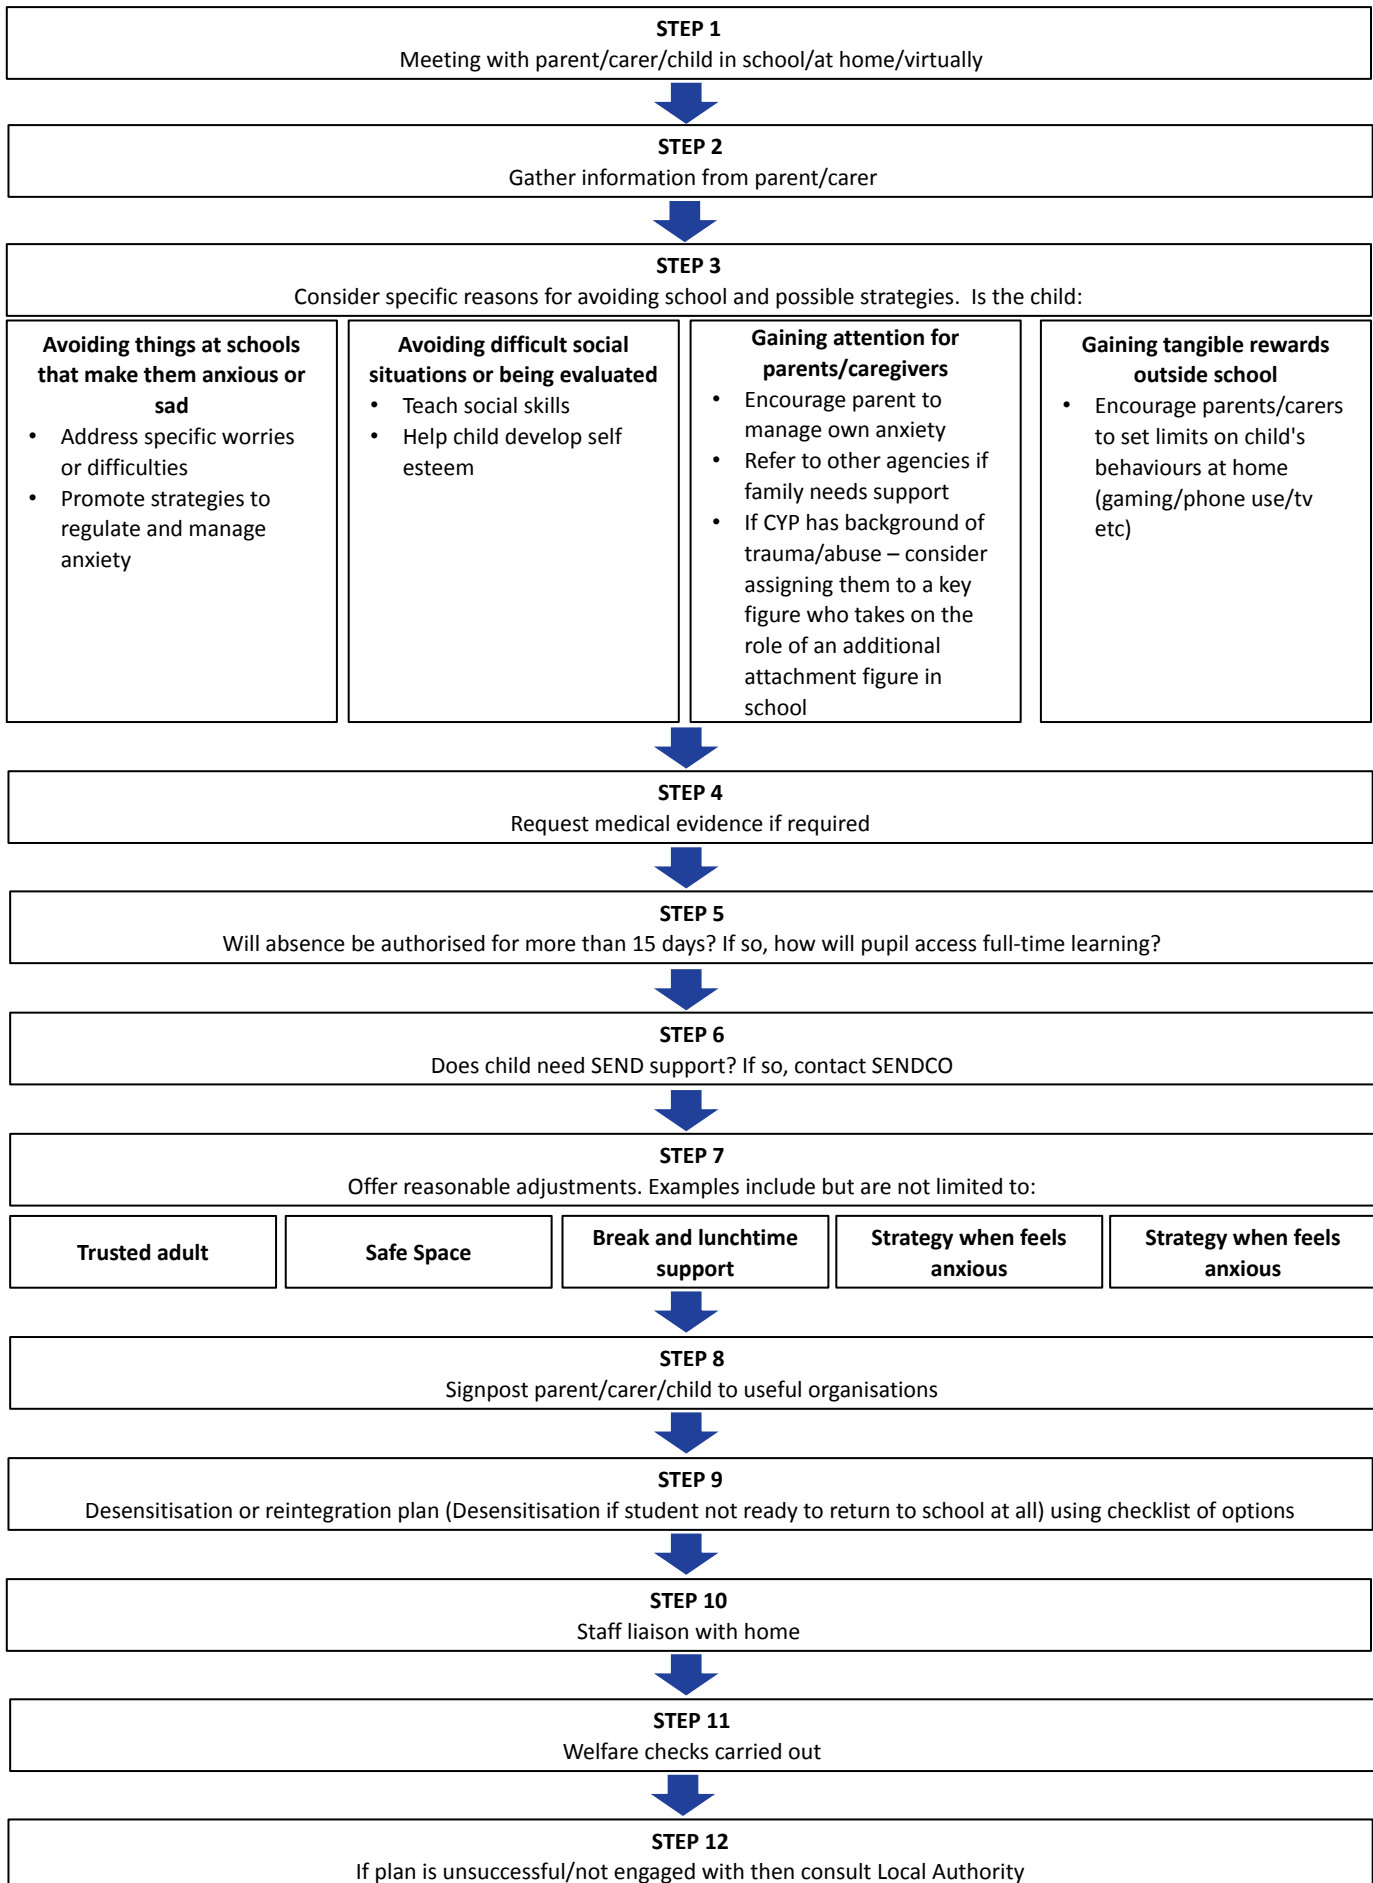 STEP 1
Meeting with parent/carer/child in school/at home/virtually
STEP 2
Gather information from parent/carer
STEP 3
Consider specific reasons for avoiding school and possible strategies.  Is the child:
Avoiding things at schools
that make them anxious or
sad
• Address specific worries
or difficulties
• Promote strategies to
regulate and manage
anxiety
Avoiding difficult social
situations or being evaluated
• Teach social skills
• Help child develop self
esteem
Gaining attention for
parents/caregivers
• Encourage parent to
manage own anxiety
• Refer to other agencies if
family needs support
• If CYP has background of
trauma/abuse – consider
assigning them to a key
figure who takes on the
role of an additional
attachment figure in
school
Gaining tangible rewards
outside school
• Encourage parents/carers
to set limits on child's
behaviours at home
(gaming/phone use/tv
etc)
STEP 4
Request medical evidence if required
STEP 5
Will absence be authorised for more than 15 days? If so, how will pupil access full-time learning?
STEP 6
Does child need SEND support? If so, contact SENDCO
STEP 7
Offer reasonable adjustments. Examples include but are not limited to:
Trusted adult
Safe Space
Break and lunchtime
support
Strategy when feels
anxious
Strategy when feels
anxious
STEP 8
Signpost parent/carer/child to useful organisations
STEP 9
Desensitisation or reintegration plan (Desensitisation if student not ready to return to school at all) using checklist of options
STEP 10
Staff liaison with home
STEP 11
Welfare checks carried out
STEP 12
If plan is unsuccessful/not engaged with then consult Local Authority